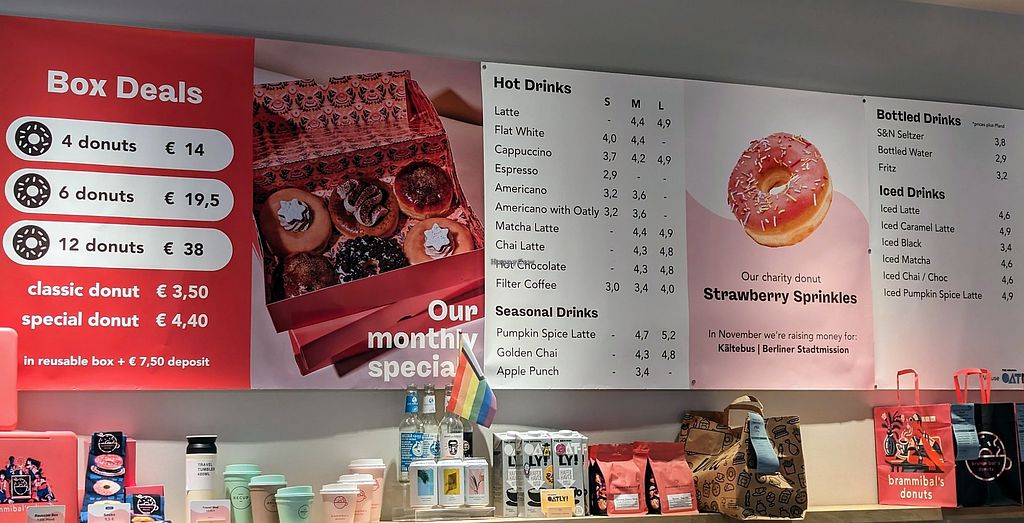 Box Deals
4 donuts € 14
6 donuts € 19,5
12 donuts € 38
classic donut € 3,50
special donut € 4,40
in reusable box + € 7,50 deposit
Our
monthly
special
Hot Drinks S M L
Latte - 4,4 4,9
Flat White 4,0 4,4 -
Cappuccino 3,7 4,2 4,9
Espresso 2,9 - -
Americano 3,2 3,6 -
Americano with Oatly 3,2 3,6 -
Matcha Latte - 4,4 4,9
Chai Latte - 4,3 4,8
Hot Chocolate - 4,3 4,8
Filter Coffee 3,0 3,4 4,0
Seasonal Drinks
Pumpkin Spice Latte - 4,7 5,2
Golden Chai - 4,3 4,8
Apple Punch - 3,4 -
Our charity donut
Strawberry Sprinkles
In November we're raising money for:
Kältebus | Berliner Stadtmission
Bottled Drinks *prices plus Pfand
S&N Seltzer 3,8
Bottled Water 2,9
Fritz 3,2
Iced Drinks
Iced Latte 4,6
Iced Caramel Latte 4,9
Iced Black 3,4
Iced Matcha 4,6
Iced Chai / Choc 4,6
Iced Pumpkin Spice Latte 4,9
OATLY
TRAVEL
TUMBLER
RECUP
OATLY!
brammibal's
donuts